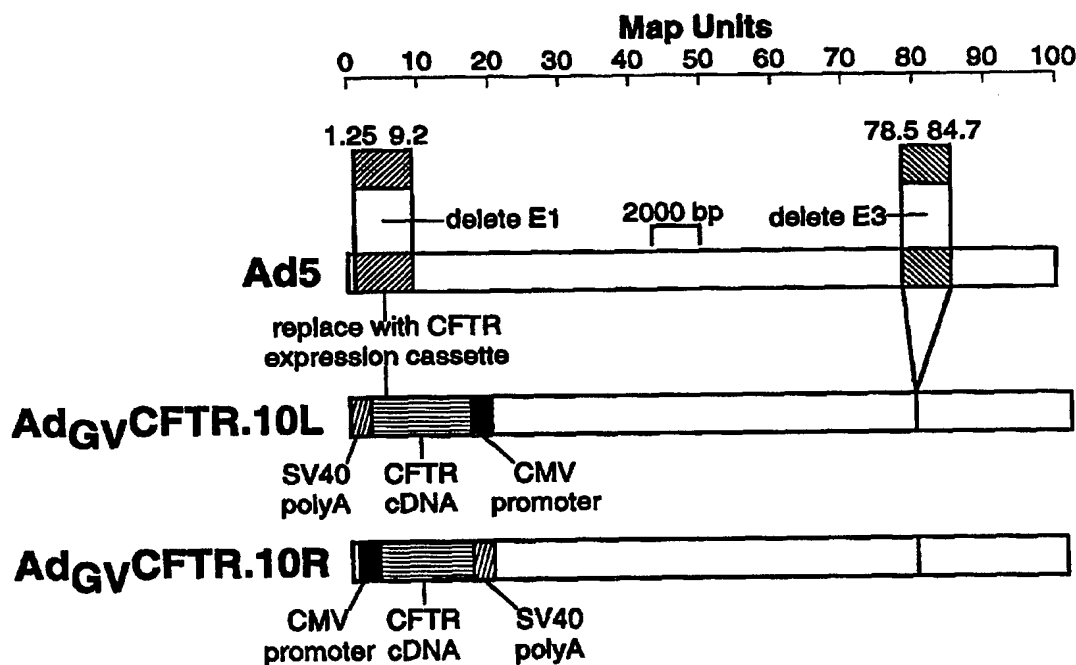 Map Units
0 10 20 30 40 50 60 70 80 90 100
1.25 9.2 78.5 84.7
delete E1 2000 bp delete E3
Ad5
replace with CFTR
expression cassette
AdGVCFTR.10L
SV40 CFTR CMV
polyA cDNA promoter
AdGVCFTR.10R
CMV CFTR SV40
promoter cDNA polyA